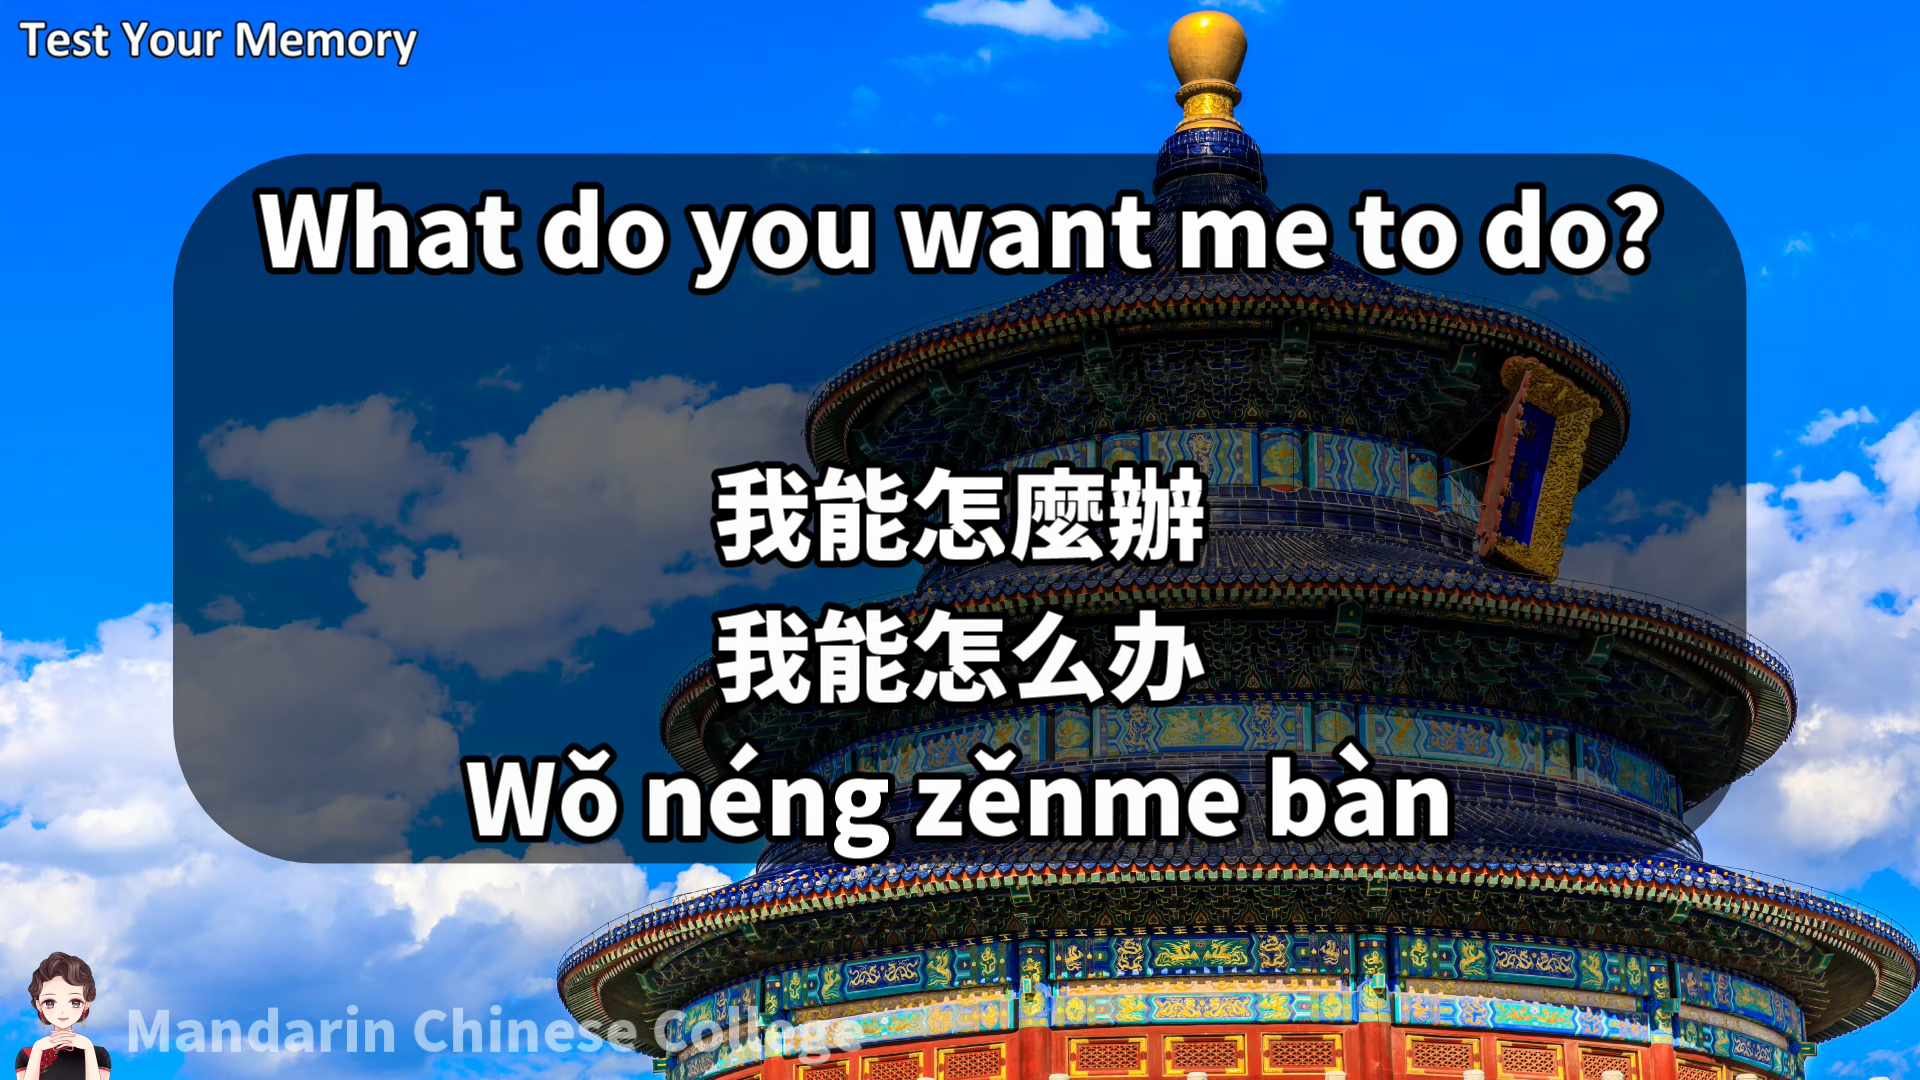 Test Your Memory
What do you want me to do?
我能怎麼辦
我能怎么办
Wǒ néng zěnme bàn
Mandarin Chinese College